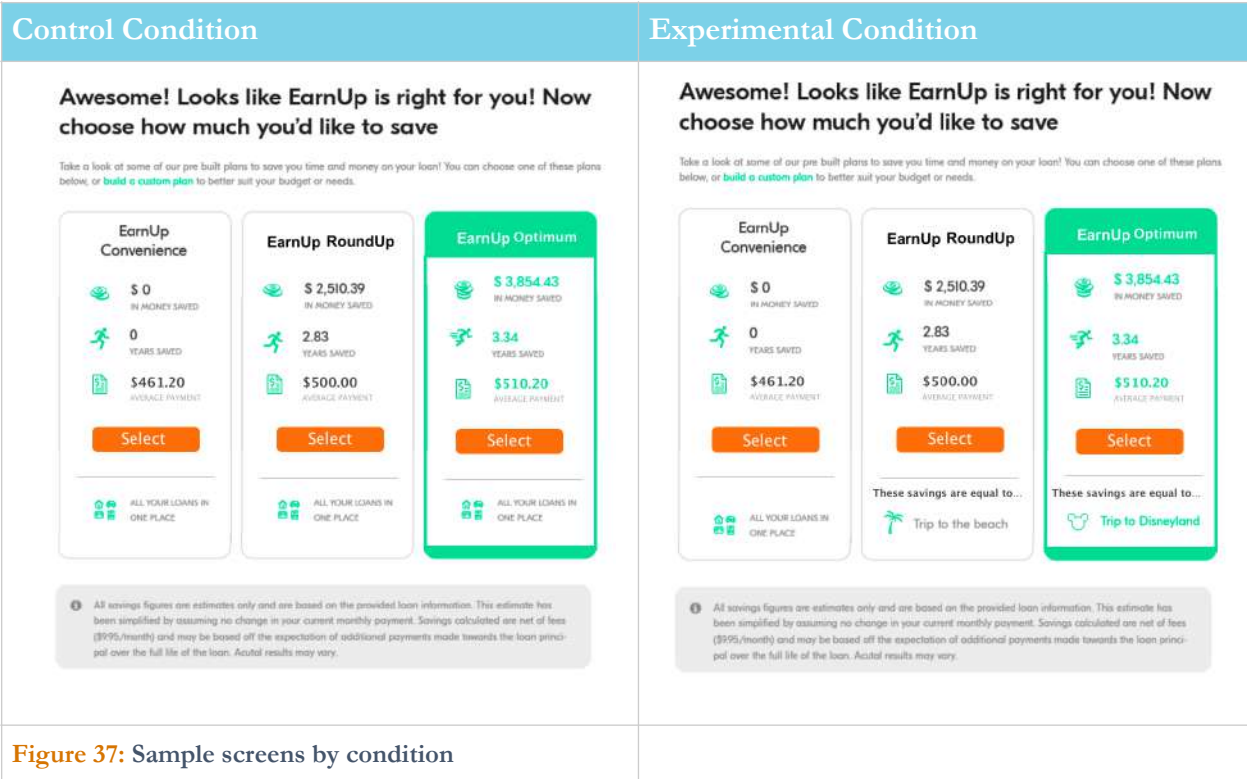 Control Condition
Experimental Condition
Awesome! Looks like EarnUp is right for you! Now
choose how much you'd like to save
Take a look at some of our pre built plans to save you time and money on your loan! You can choose one of these plans
below, or build a custom plan to better suit your budget or needs.
EarnUp
Convenience
$ 0
IN MONEY SAVED
0
YEARS SAVED
$461.20
AVERAGE PAYMENT
Select
ALL YOUR LOANS IN
ONE PLACE
EarnUp RoundUp
$ 2,510.39
IN MONEY SAVED
2.83
YEARS SAVED
$500.00
AVERAGE PAYMENT
Select
ALL YOUR LOANS IN
ONE PLACE
EarnUp Optimum
$ 3,854.43
IN MONEY SAVED
3.34
YEARS SAVED
$510.20
AVERAGE PAYMENT
Select
ALL YOUR LOANS IN
ONE PLACE
All savings figures are estimates only and are based on the provided loan information. This estimate has
been simplified by assuming no change in your current monthly payment. Savings calculated are net of fees
($9.95/month) and may be based off the expectation of additional payments made towards the loan princi-
pal over the full life of the loan. Acutal results may vary.
Awesome! Looks like EarnUp is right for you! Now
choose how much you'd like to save
Take a look at some of our pre built plans to save you time and money on your loan! You can choose one of these plans
below, or build a custom plan to better suit your budget or needs.
EarnUp
Convenience
$ 0
IN MONEY SAVED
0
YEARS SAVED
$461.20
AVERAGE PAYMENT
Select
ALL YOUR LOANS IN
ONE PLACE
EarnUp RoundUp
$ 2,510.39
IN MONEY SAVED
2.83
YEARS SAVED
$500.00
AVERAGE PAYMENT
Select
These savings are equal to...
Trip to the beach
EarnUp Optimum
$ 3,854.43
IN MONEY SAVED
3.34
YEARS SAVED
$510.20
AVERAGE PAYMENT
Select
These savings are equal to...
Trip to Disneyland
All savings figures are estimates only and are based on the provided loan information. This estimate has
been simplified by assuming no change in your current monthly payment. Savings calculated are net of fees
($9.95/month) and may be based off the expectation of additional payments made towards the loan princi-
pal over the full life of the loan. Acutal results may vary.
Figure 37: Sample screens by condition